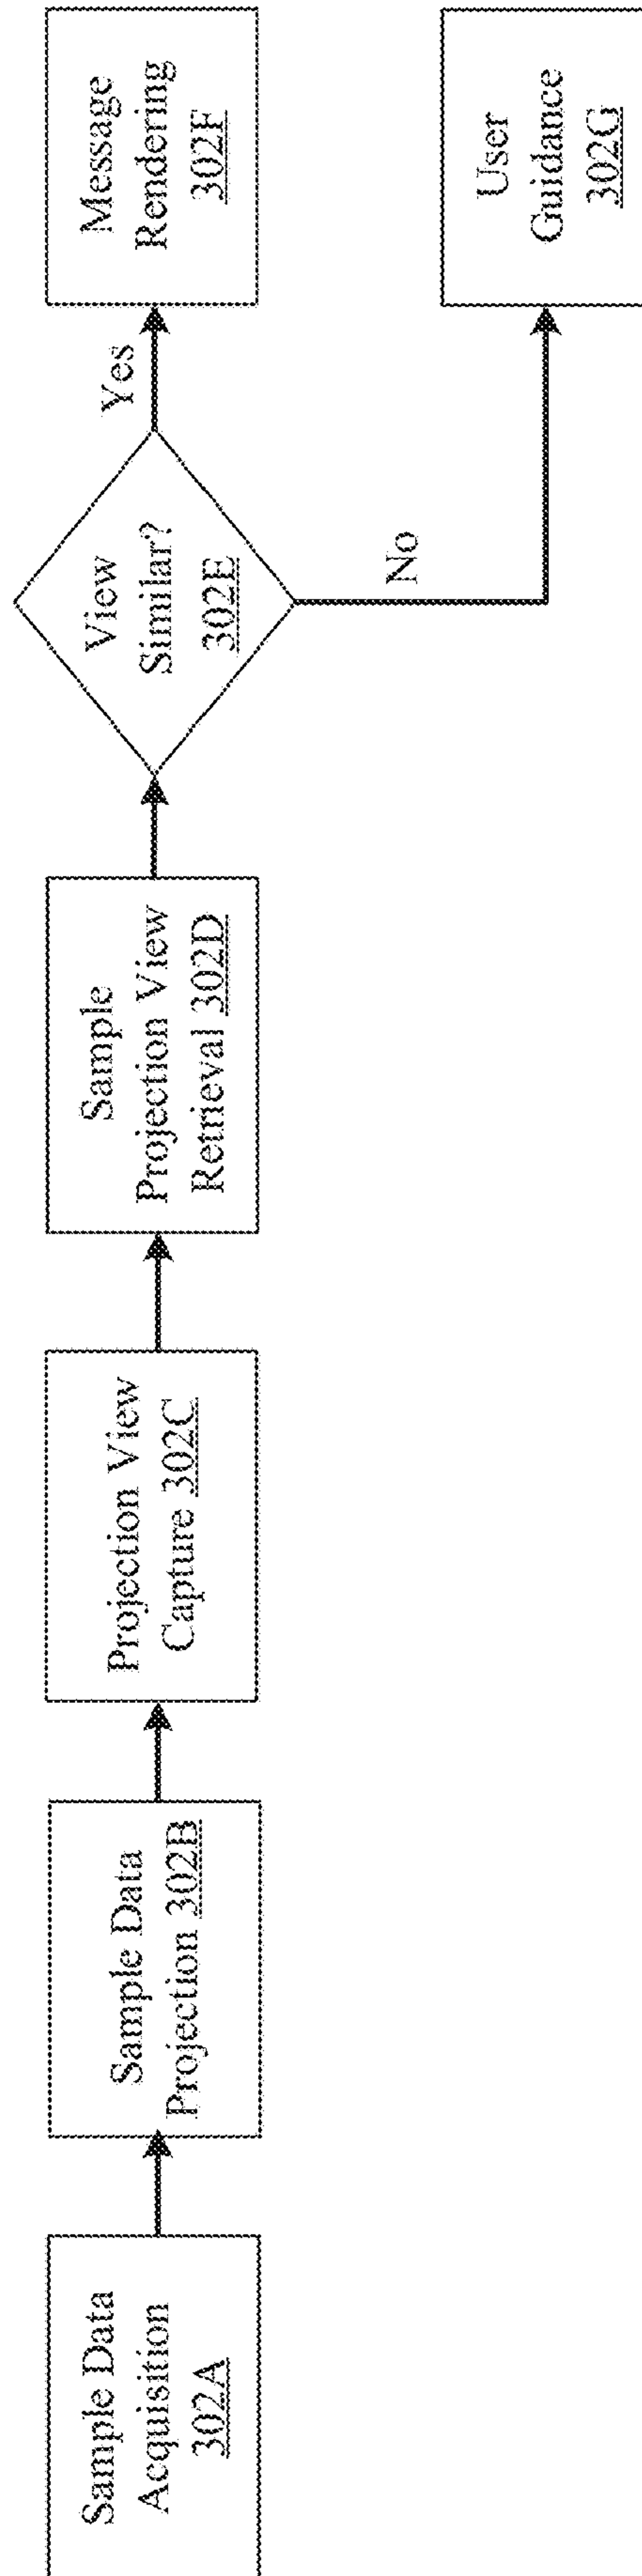 Sample Data
Acquisition
302A
Sample Data
Projection 302B
Projection View
Capture 302C
Sample
Projection View
Retrieval 302D
View
Similar?
302E
Yes
Message
Rendering
302F
No
User
Guidance
302G